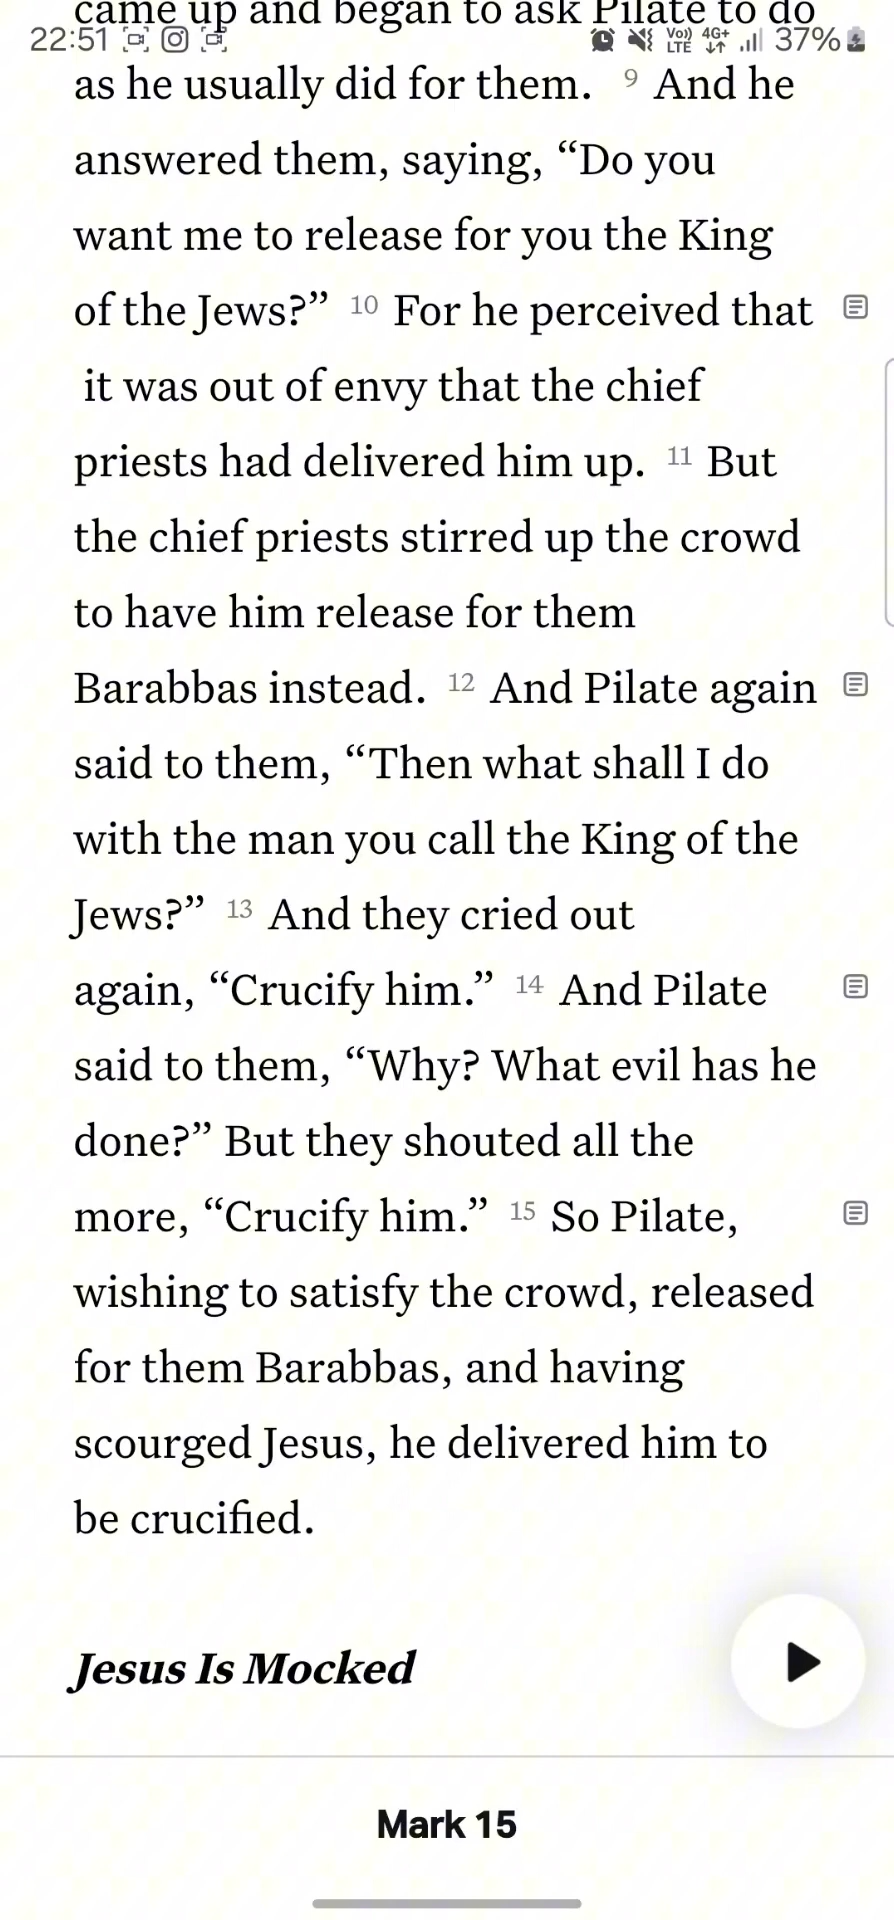 came up and began to ask Pilate to do
22:51 Vo)) LTE 4G+ 37%
as he usually did for them. 9 And he
answered them, saying, “Do you
want me to release for you the King
of the Jews?” 10 For he perceived that
it was out of envy that the chief
priests had delivered him up. 11 But
the chief priests stirred up the crowd
to have him release for them
Barabbas instead. 12 And Pilate again
said to them, “Then what shall I do
with the man you call the King of the
Jews?” 13 And they cried out
again, “Crucify him.” 14 And Pilate
said to them, “Why? What evil has he
done?” But they shouted all the
more, “Crucify him.” 15 So Pilate,
wishing to satisfy the crowd, released
for them Barabbas, and having
scourged Jesus, he delivered him to
be crucified.
Jesus Is Mocked
Mark 15